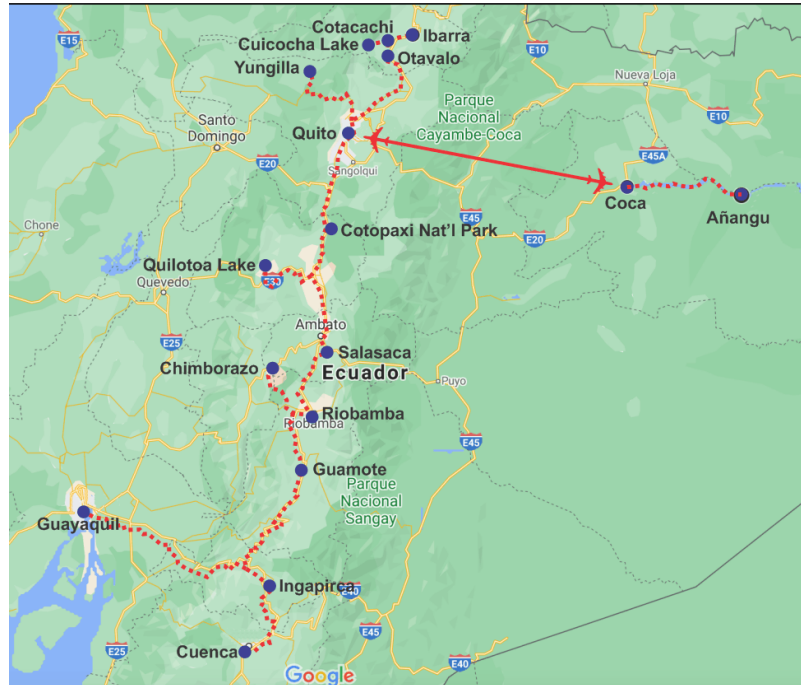 Cotacachi
E15
Cuicocha Lake
Ibarra
E10
Otavalo
Yungilla
Nueva Loja
Parque
Nacional
Cayambe-Coca
E10
Santo
Domingo
Quito
E20
Sangolqui
E45A
Coca
Añangu
E45
Chone
Cotopaxi Nat'l Park
E20
Quilotoa Lake
Quevedo
Ambato
E25
Salasaca
Chimborazo
Ecuador
Puyo
Riobamba
Riobamba
E45
Guamote
Parque
Nacional
Sangay
Guayaquil
Ingapirca
E40
E45
E25
Cuenca
E40
Google